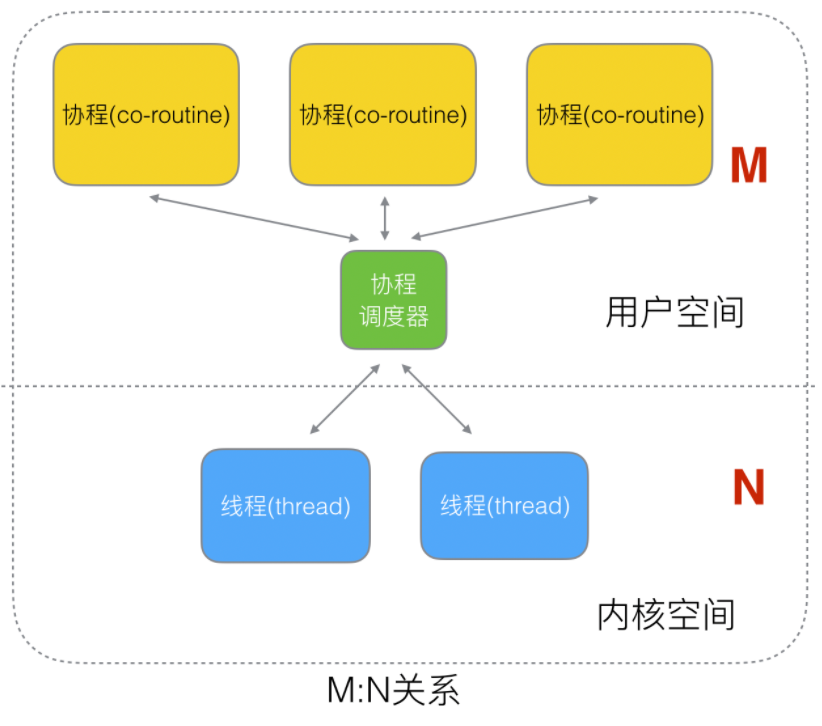 协程(co-routine)
协程(co-routine)
协程(co-routine)
M
协程
调度器
用户空间
线程(thread)
线程(thread)
N
内核空间
M:N关系